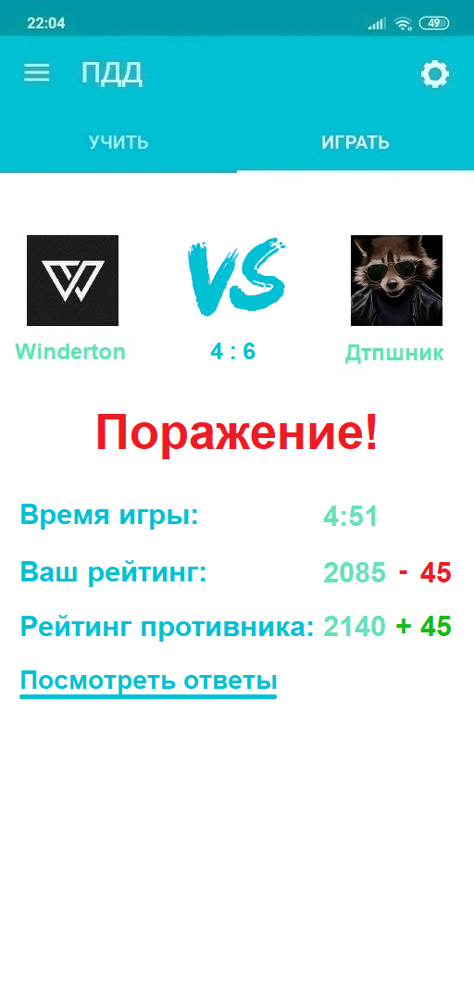 22:04 49
ПДД
УЧИТЬ ИГРАТЬ
VS
Winderton 4 : 6 Дтпшник
Поражение!
Время игры: 4:51
Ваш рейтинг: 2085 - 45
Рейтинг противника: 2140 + 45
Посмотреть ответы